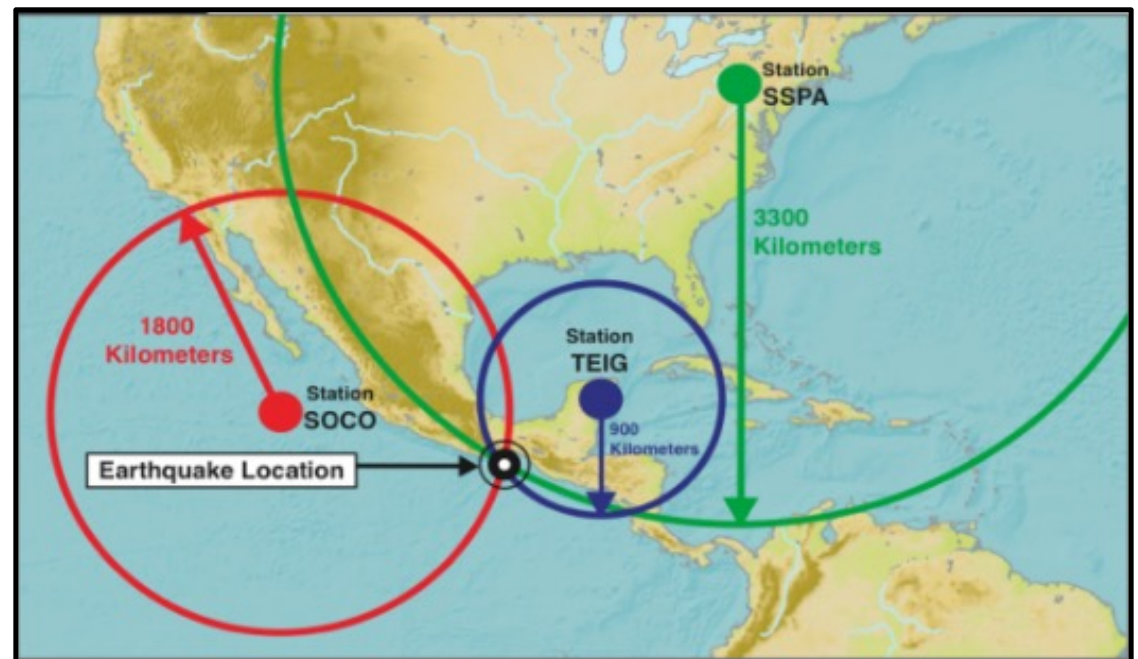 Station
SSPA
3300
Kilometers
1800
Kilometers
Station
TEIG
Station
SOCO
900
Kilometers
Earthquake Location